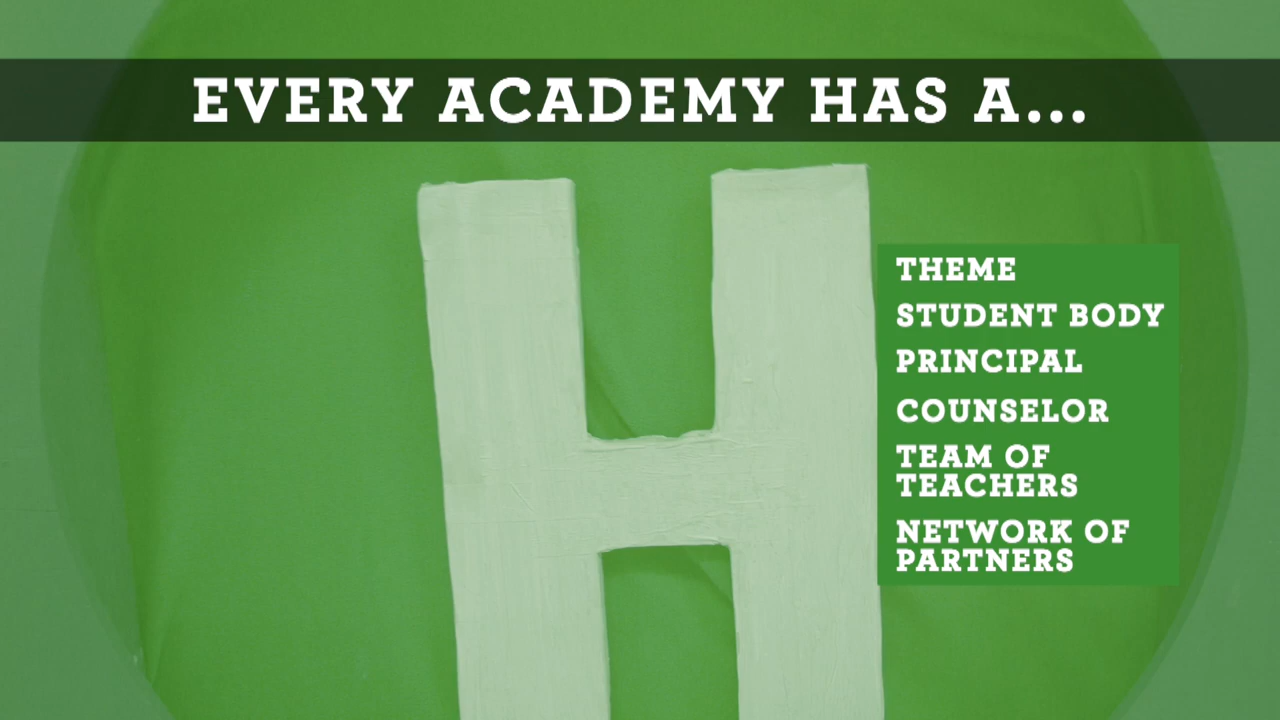 EVERY ACADEMY HAS A...
H
THEME
STUDENT BODY
PRINCIPAL
COUNSELOR
TEAM OF
TEACHERS
NETWORK OF
PARTNERS